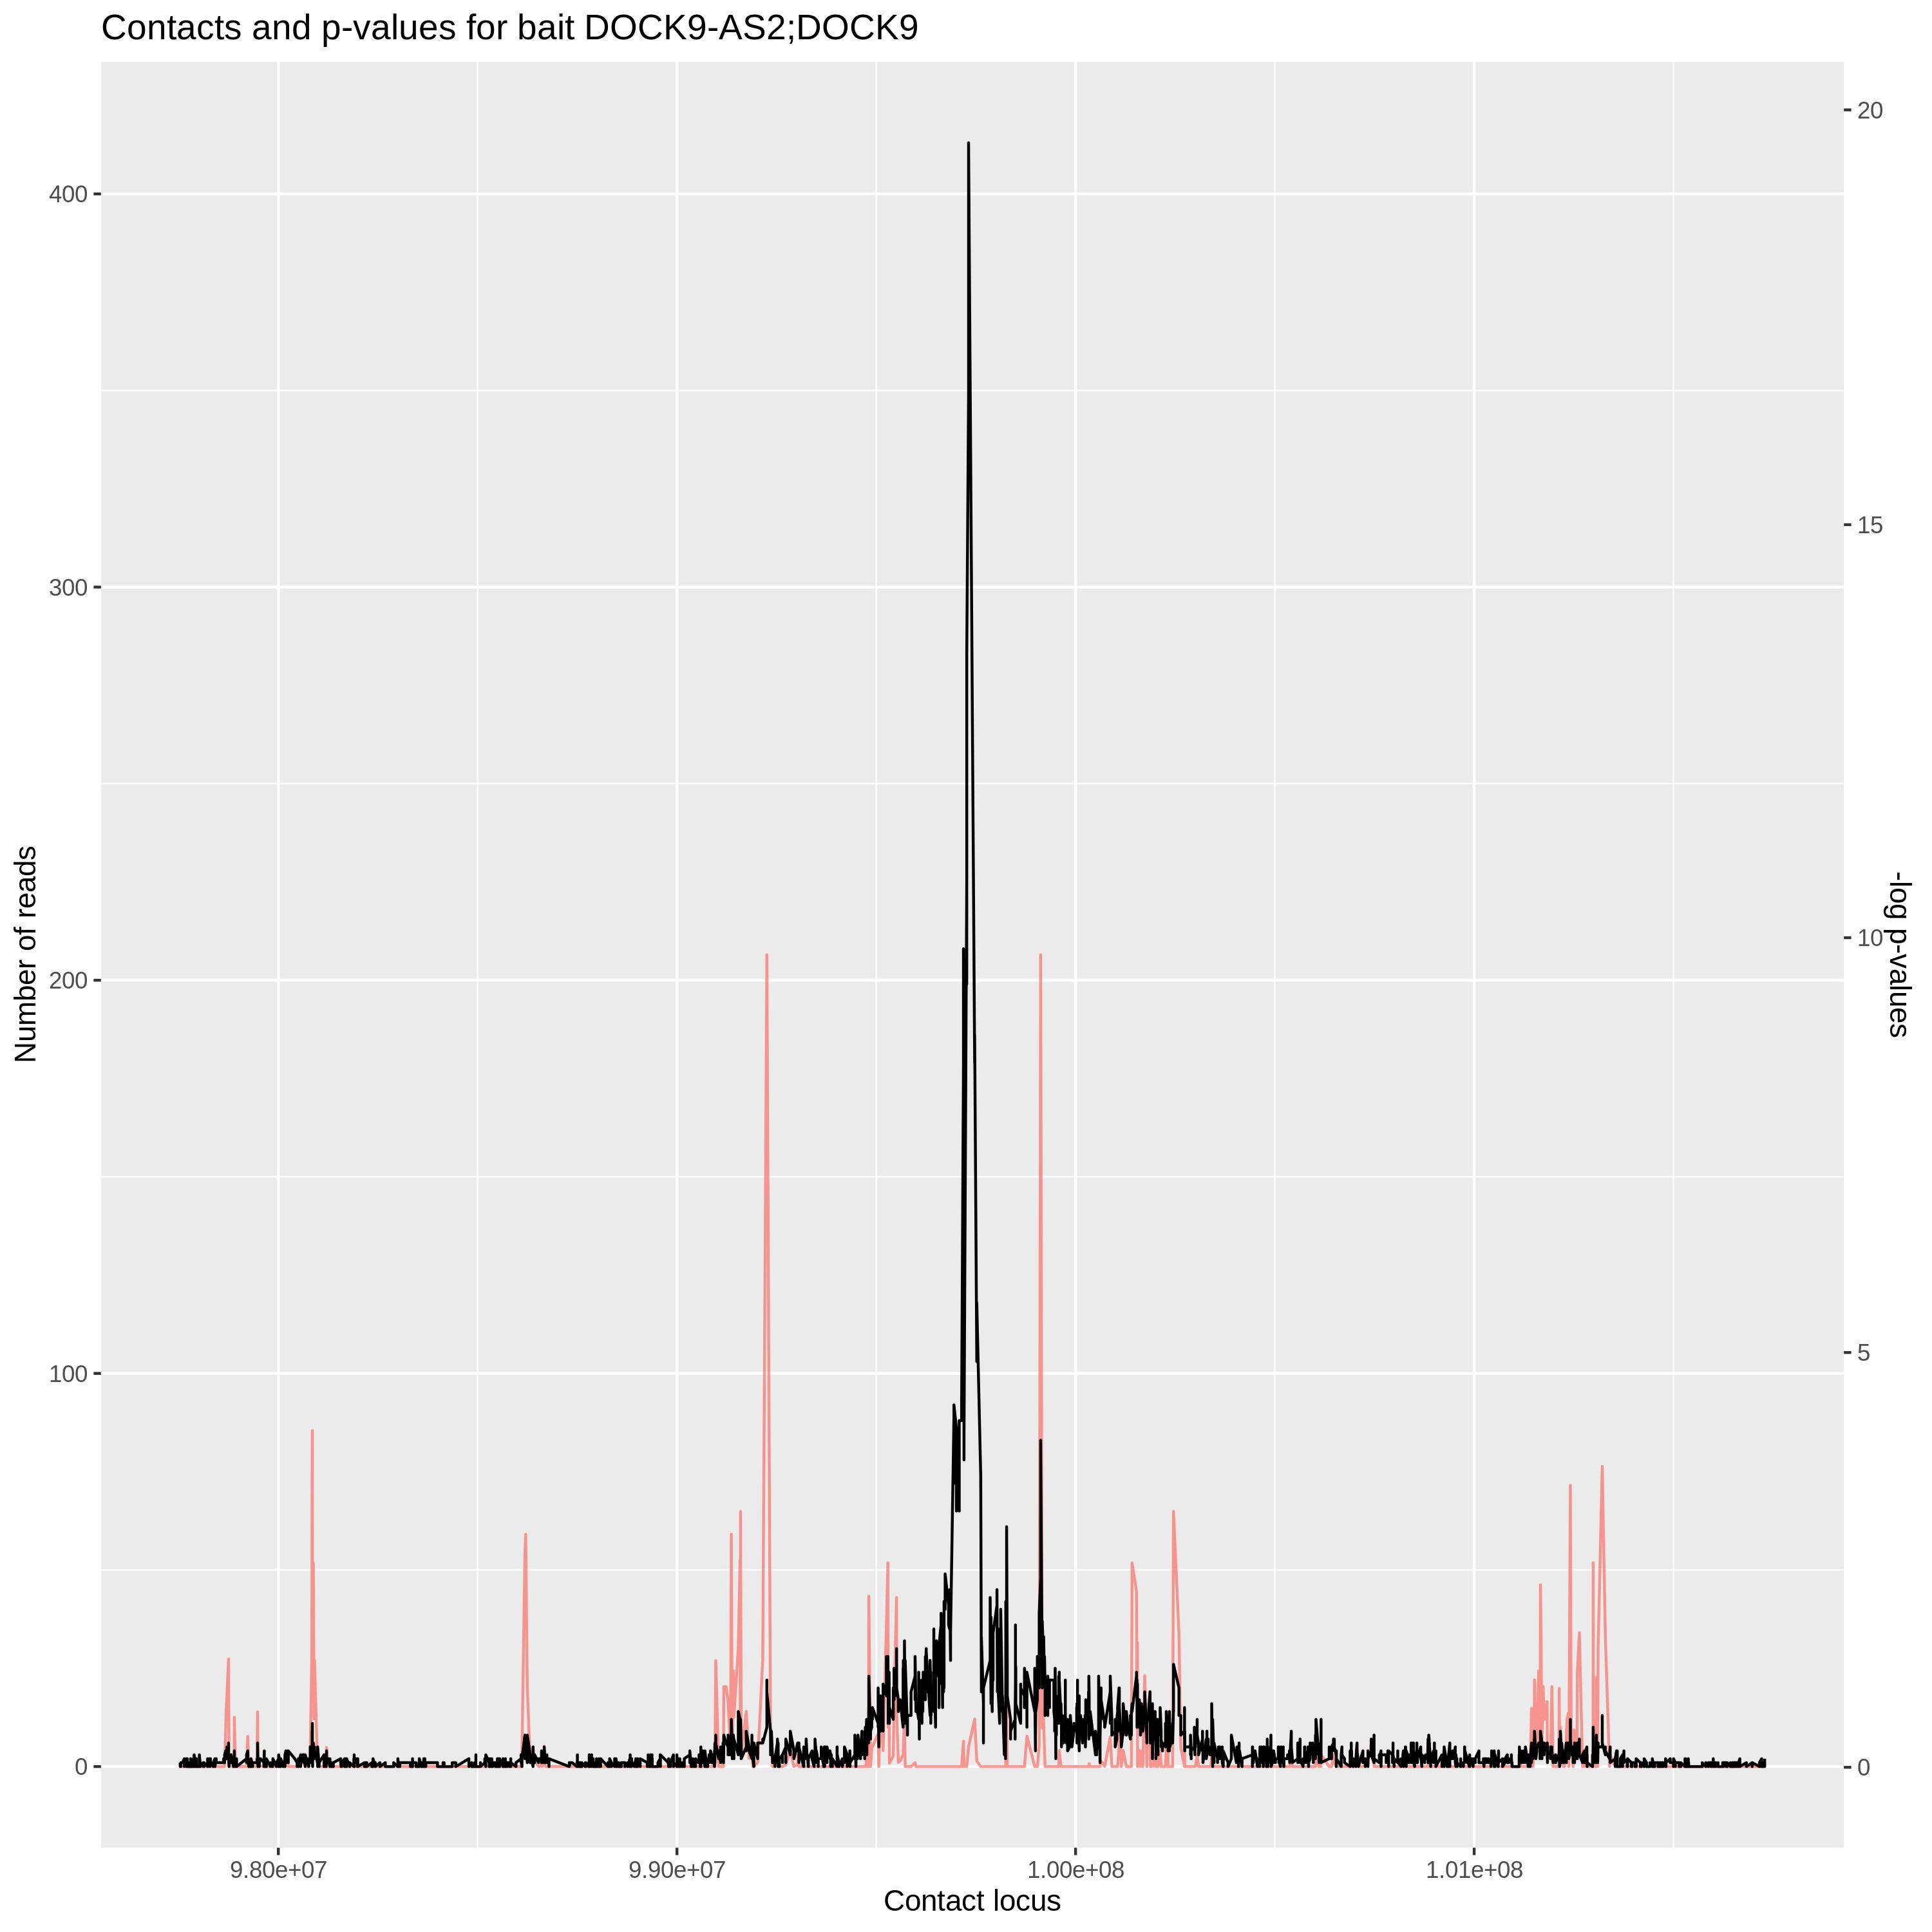 Contacts and p-values for bait DOCK9-AS2;DOCK9
400
300
200
100
0
20
15
10
5
0
Number of reads
-log p-values
9.80e+07
9.90e+07
1.00e+08
1.01e+08
Contact locus